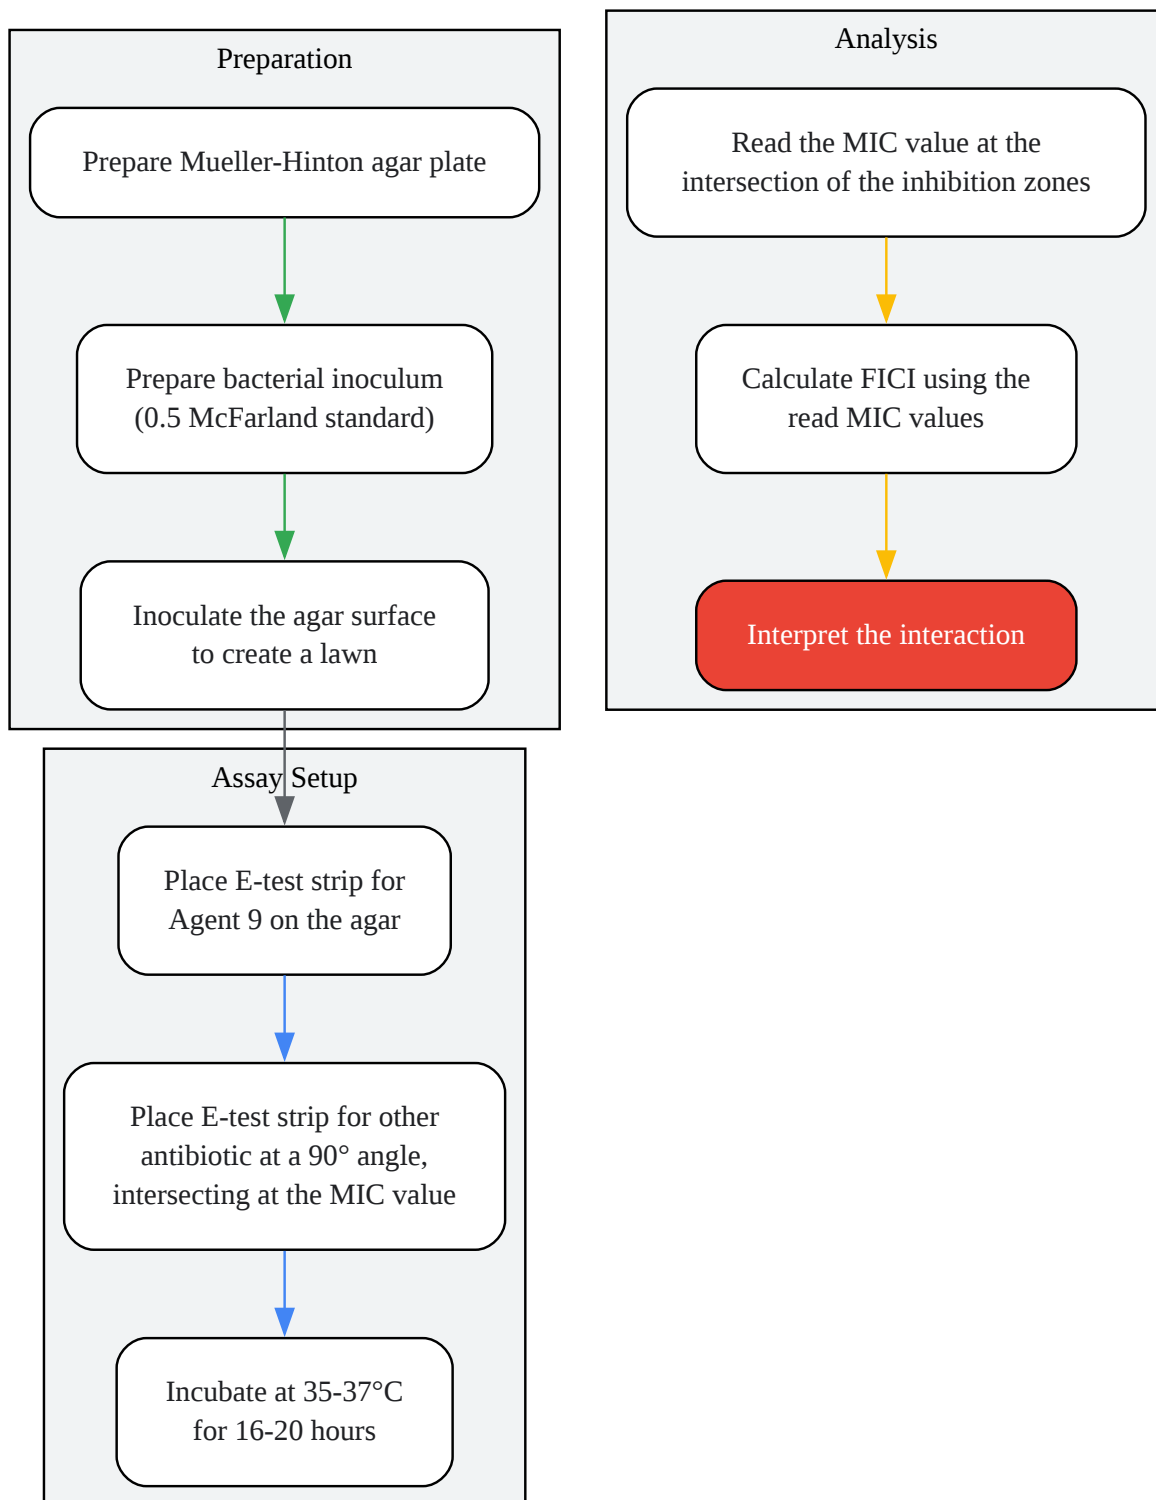 Preparation
Prepare Mueller-Hinton agar plate
Prepare bacterial inoculum
(0.5 McFarland standard)
Inoculate the agar surface
to create a lawn
Assay Setup
Place E-test strip for
Agent 9 on the agar
Place E-test strip for other
antibiotic at a 90° angle,
intersecting at the MIC value
Incubate at 35-37°C
for 16-20 hours
Analysis
Read the MIC value at the
intersection of the inhibition zones
Calculate FICI using the
read MIC values
Interpret the interaction